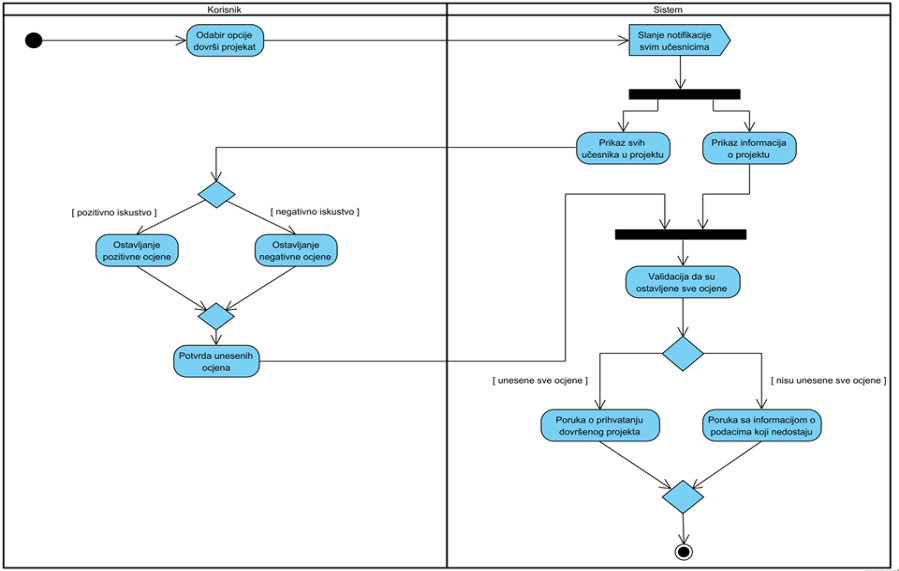 Korisnik
Sistem
Odabir opcije
dovrši projekat
Slanje notifikacije
svim učesnicima
Prikaz svih
učesnika u projektu
Prikaz informacija
o projektu
[ pozitivno iskustvo ]
[ negativno iskustvo ]
Ostavljanje
pozitivne ocjene
Ostavljanje
negativne ocjene
Validacija da su
ostavljene sve ocjene
Potvrda unesenih
ocjena
[ unesene sve ocjene ]
[ nisu unesene sve ocjene ]
Poruka o prihvatanju
dovršenog projekta
Poruka sa informacijom o
podacima koji nedostaju